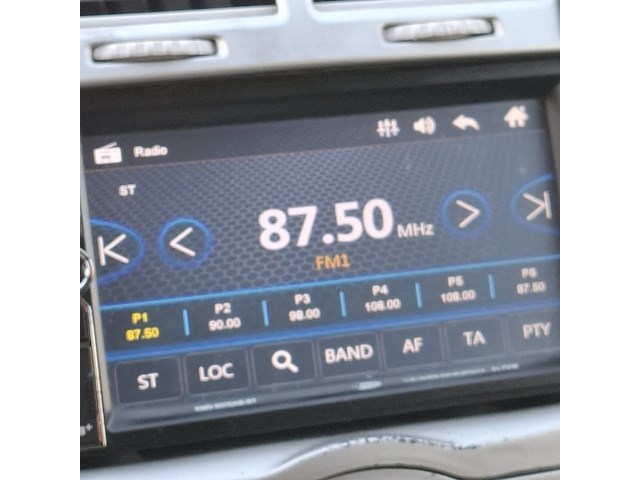 Radio
ST
87.50 MHz
FM1
P1 P2 P3 P4 P5 P6
87.50 90.00 98.00 106.00 108.00 87.50
ST LOC BAND AF TA PTY